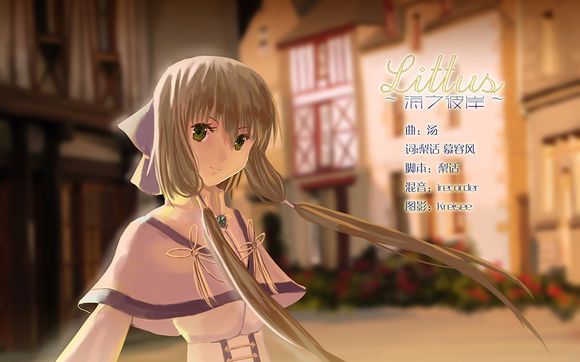 Littus
~海之彼岸~
曲：汤
词：梨话 慕容风
脚本：梨话
混音：irecorder
图影：Kreisee